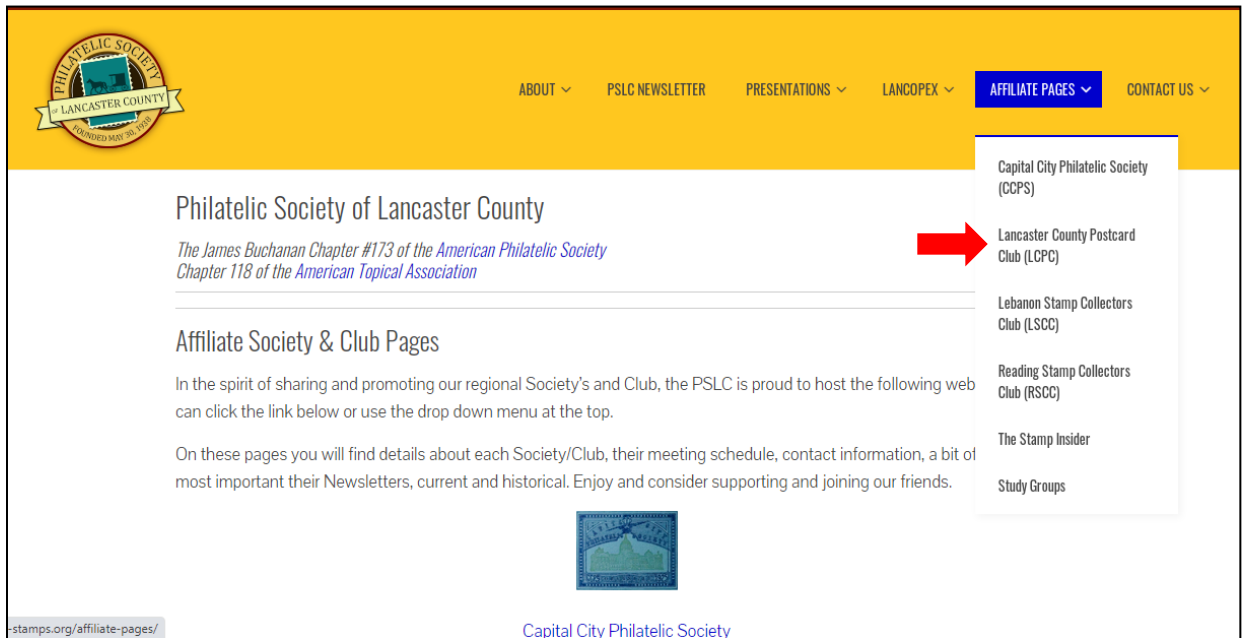 PHILATELIC SOCIETY
OF LANCASTER COUNTY
FOUNDED MAY 30, 1938
ABOUT
PSLC NEWSLETTER
PRESENTATIONS
LANCOPEX
AFFILIATE PAGES
CONTACT US
Capital City Philatelic Society
(CCPS)
Lancaster County Postcard
Club (LCPC)
Lebanon Stamp Collectors
Club (LSCC)
Reading Stamp Collectors
Club (RSCC)
The Stamp Insider
Study Groups
Philatelic Society of Lancaster County
The James Buchanan Chapter #173 of the American Philatelic Society
Chapter 118 of the American Topical Association
Affiliate Society & Club Pages
In the spirit of sharing and promoting our regional Society's and Club, the PSLC is proud to host the following web
can click the link below or use the drop down menu at the top.
On these pages you will find details about each Society/Club, their meeting schedule, contact information, a bit of
most important their Newsletters, current and historical. Enjoy and consider supporting and joining our friends.
CAPITAL CITY
PHILATELIC SOCIETY
Capital City Philatelic Society
-stamps.org/affiliate-pages/